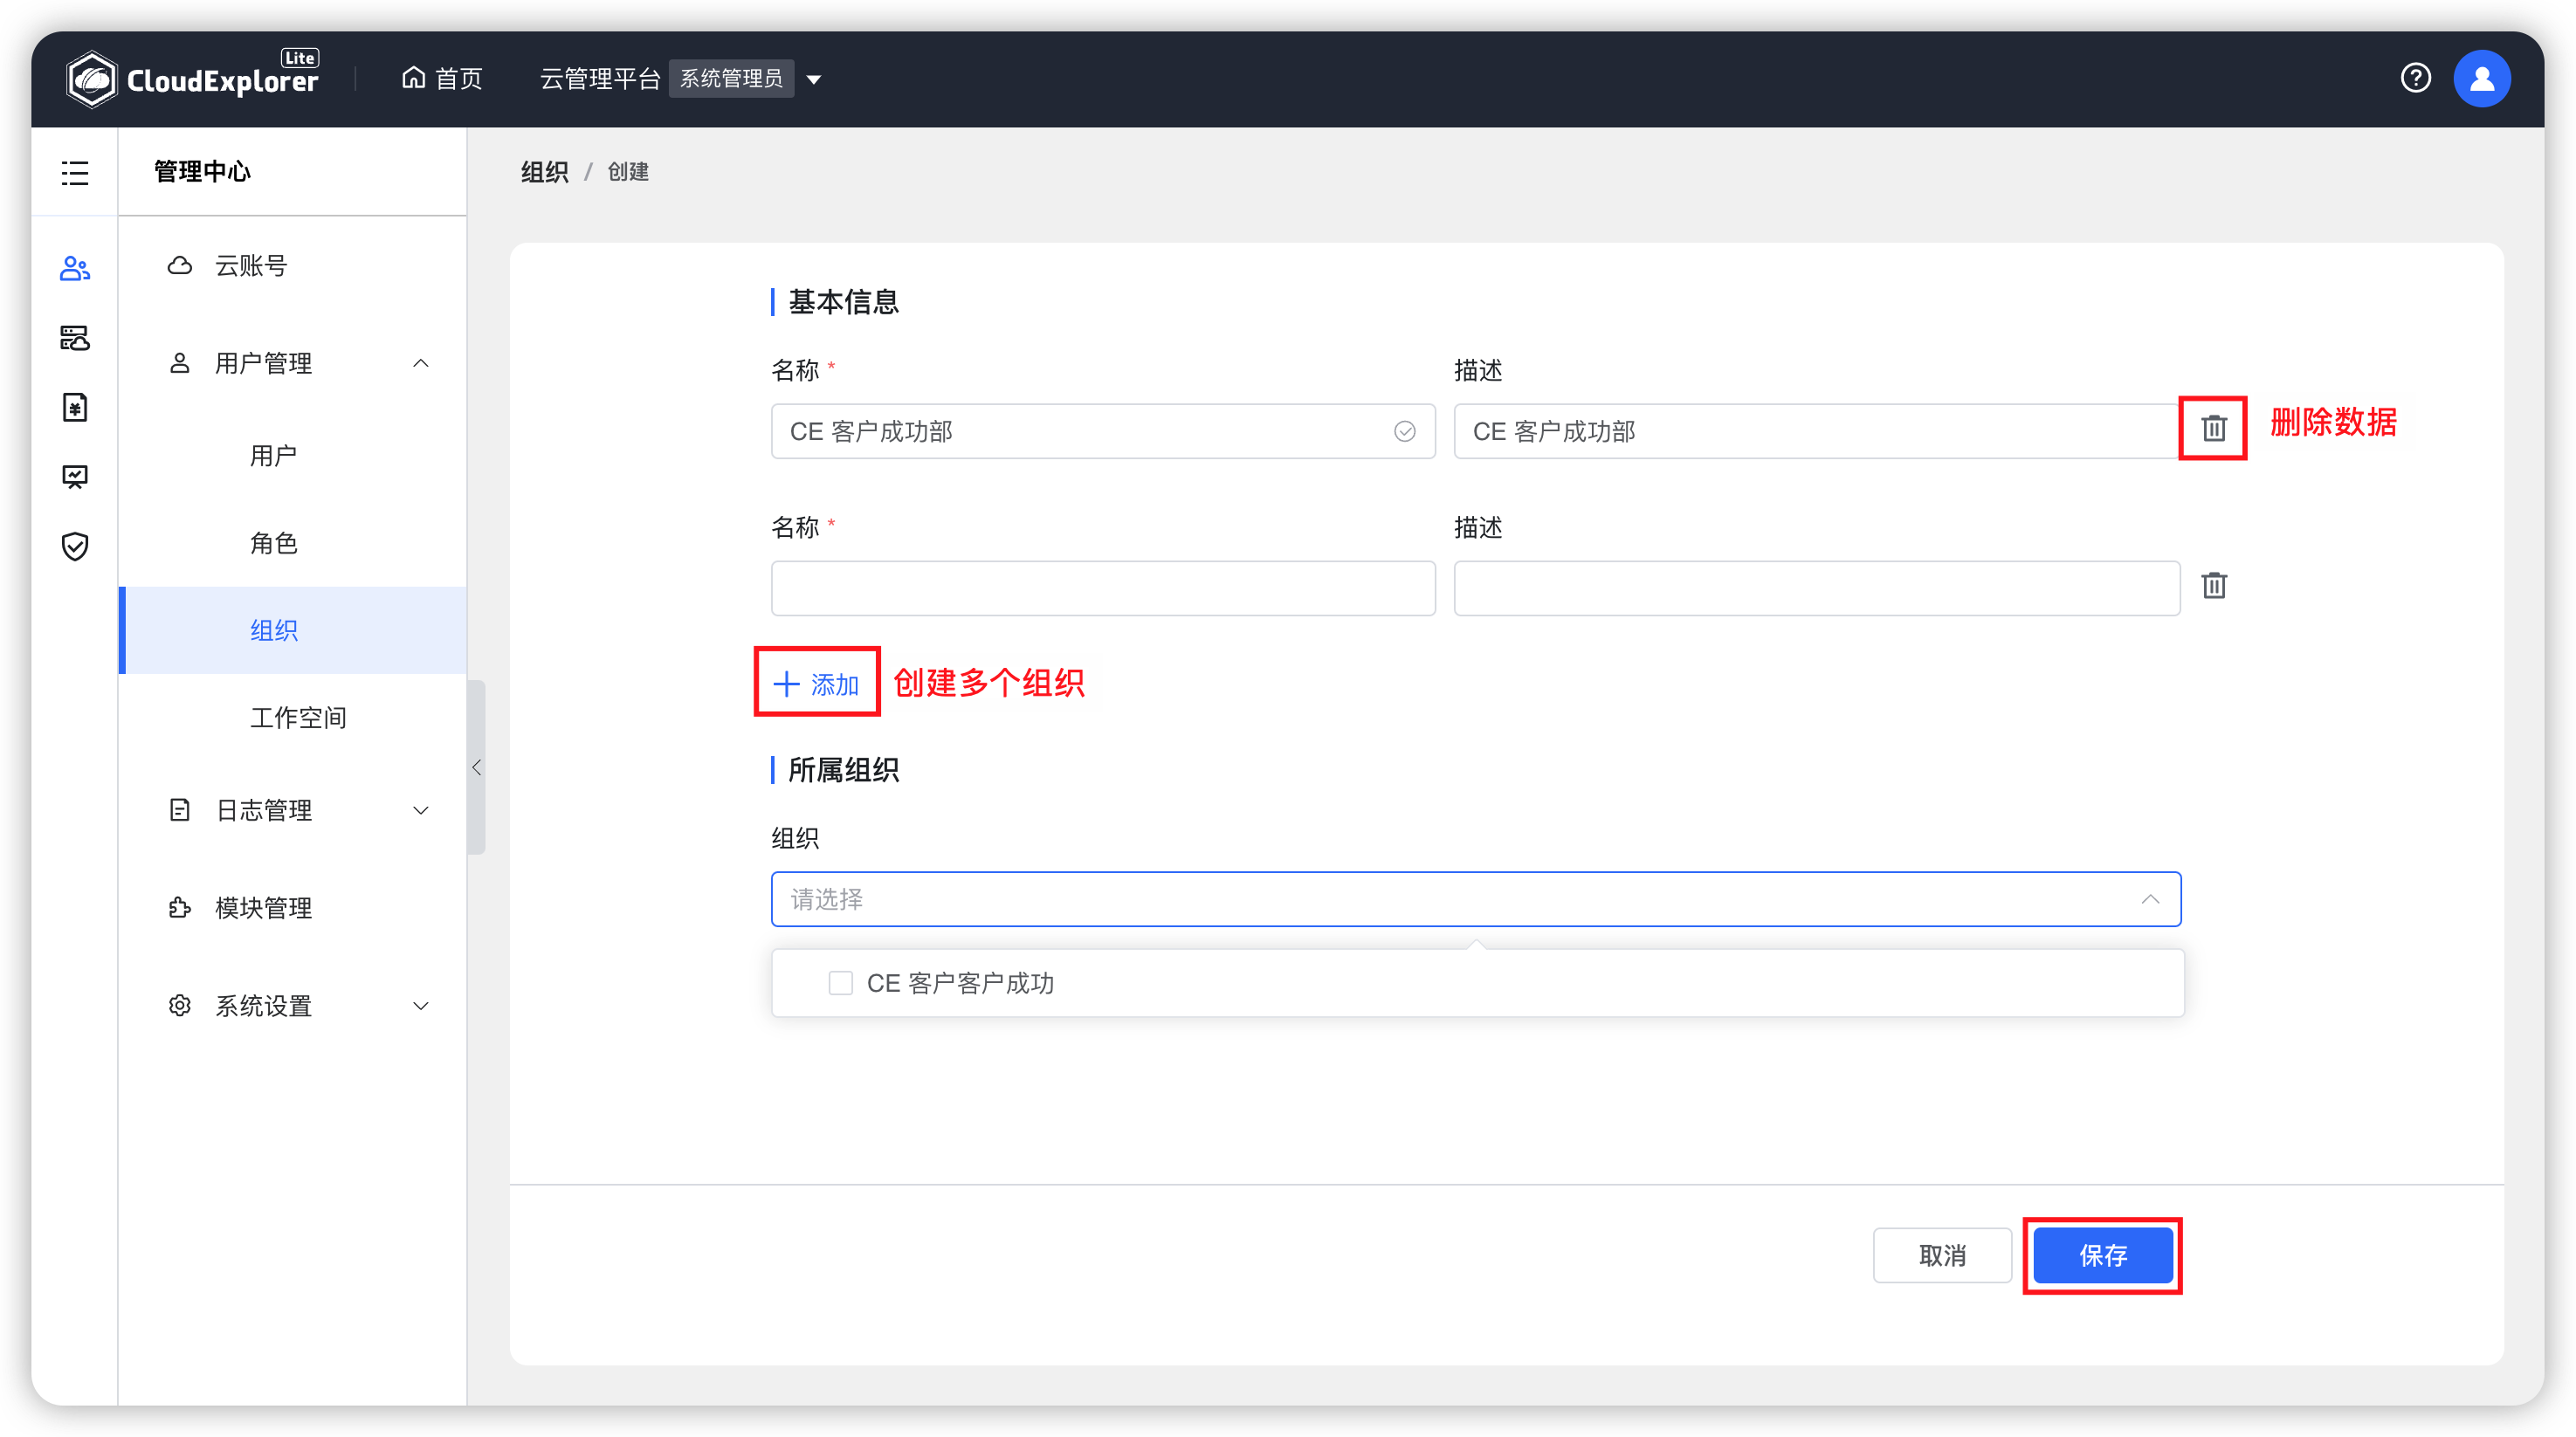 CloudExplorer Lite
首页
云管理平台 系统管理员
管理中心
云账号
用户管理
用户
角色
组织
工作空间
日志管理
模块管理
系统设置
组织 / 创建
基本信息
名称 * 描述
CE 客户成功部 CE 客户成功部 删除数据
名称 * 描述
添加 创建多个组织
所属组织
组织
请选择
CE 客户客户成功
取消 保存